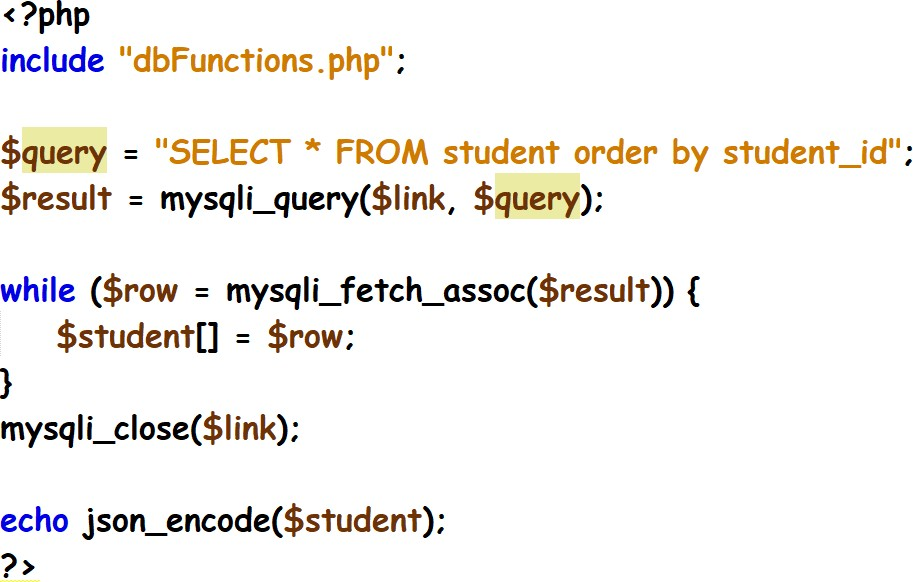 <?php
include "dbFunctions.php";
$query = "SELECT * FROM student order by student_id";
$result = mysqli_query($link, $query);
while ($row = mysqli_fetch_assoc($result)) {
$student[] = $row;
}
mysqli_close($link);
echo json_encode($student);
?>